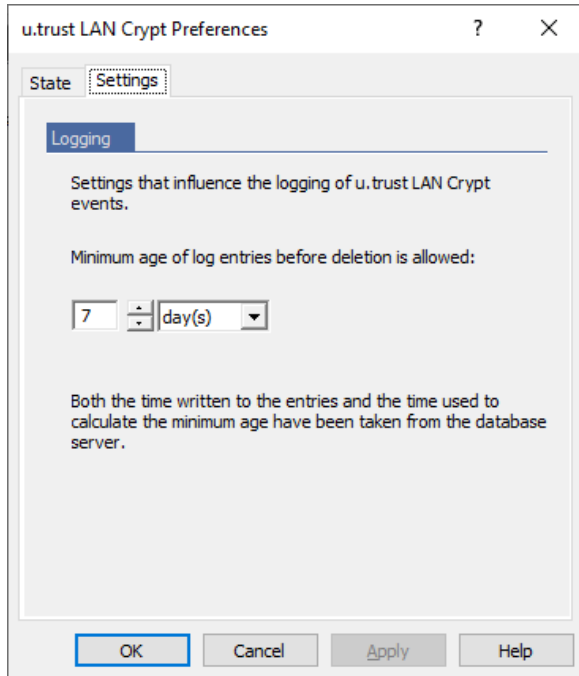 u.trust LAN Crypt Preferences
State
Settings
Logging
Settings that influence the logging of u.trust LAN Crypt
events.
Minimum age of log entries before deletion is allowed:
7
day(s)
Both the time written to the entries and the time used to
calculate the minimum age have been taken from the database
server.
OK
Cancel
Apply
Help